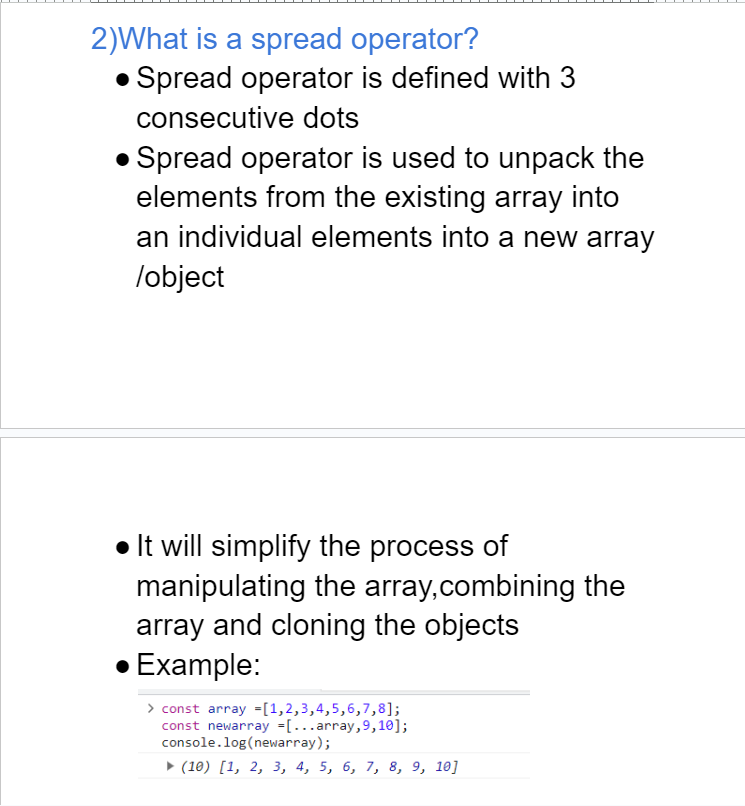 2)What is a spread operator?
● Spread operator is defined with 3
consecutive dots
● Spread operator is used to unpack the
elements from the existing array into
an individual elements into a new array
/object
● It will simplify the process of
manipulating the array,combining the
array and cloning the objects
● Example:
> const array =[1,2,3,4,5,6,7,8];
const newarray =[...array,9,10];
console.log(newarray);
▶ (10) [1, 2, 3, 4, 5, 6, 7, 8, 9, 10]